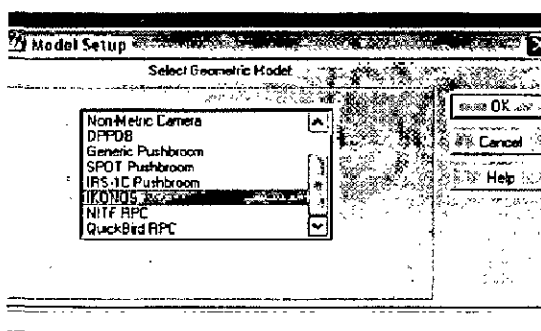 Model Setup
Select Geometric Model
Non-Metric Camera
DPPDB
Generic Pushbroom
SPOT Pushbroom
IRS-1C Pushbroom
IKONOS
NITF RPC
QuickBird RPC
OK
Cancel
Help